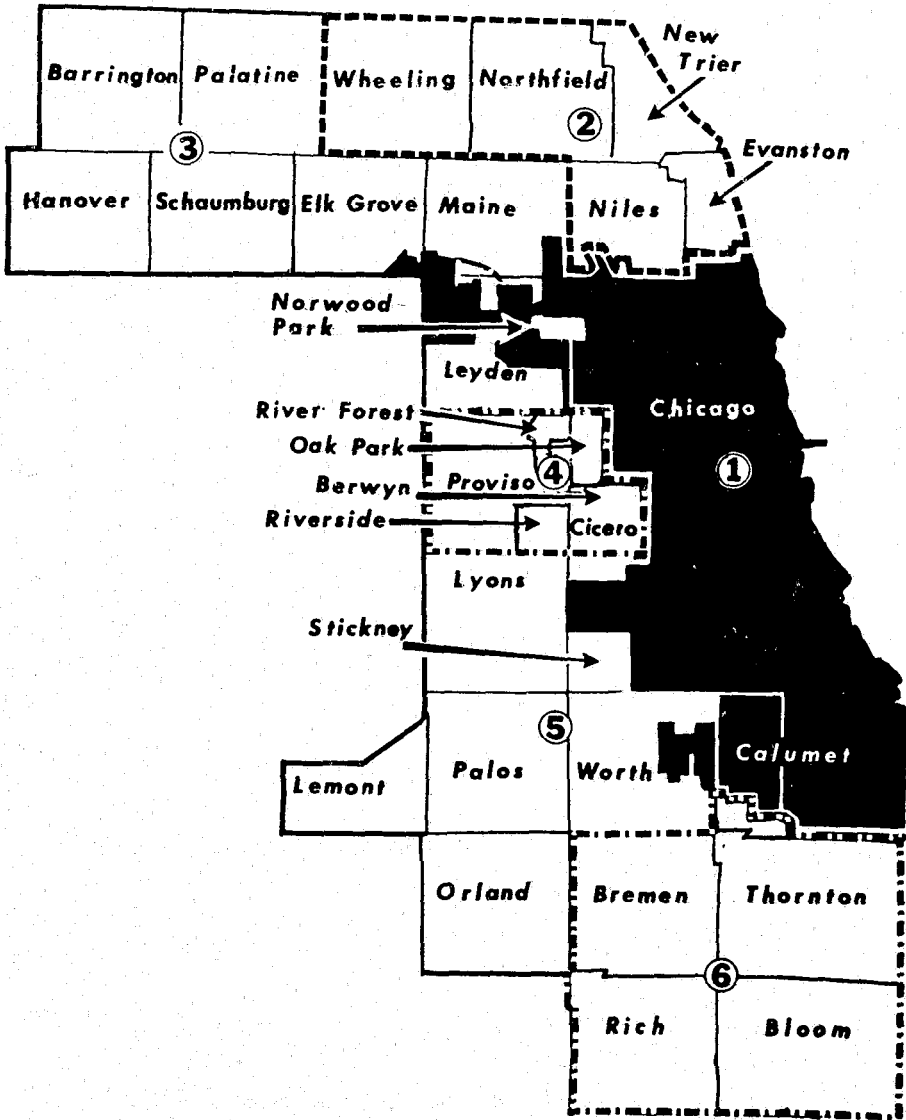 New
Trier
Barrington
Palatine
Wheeling
Northfield
2
3
Evanston
Hanover
Schaumburg
Elk Grove
Maine
Niles
Norwood
Park
Leyden
River Forest
Chicago
Oak Park
4
1
Berwyn
Proviso
Riverside
Cicero
Lyons
Stickney
5
Calumet
Lemont
Palos
Worth
Orland
Bremen
Thornton
6
Rich
Bloom